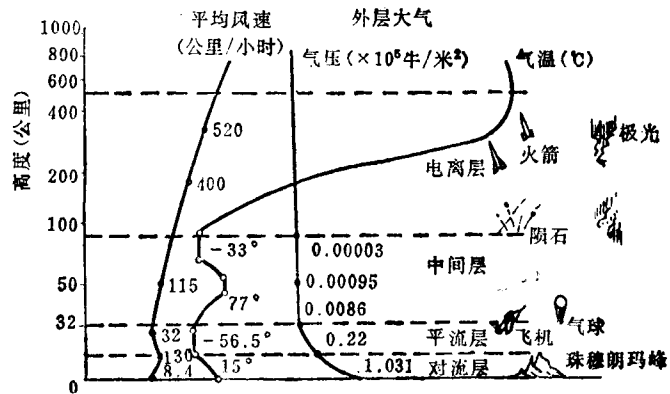 平均风速
(公里/小时)
外层大气
气压(×10⁵牛/米²)
气温(℃)
高度(公里)
1000
800
600
400
200
100
50
32
0
520
400
115
32
130
8.4
-33°
77°
-56.5°
15°
0.00003
0.00095
0.0086
0.22
1.031
电离层
中间层
平流层
对流层
火箭
极光
陨石
飞机
气球
珠穆朗玛峰